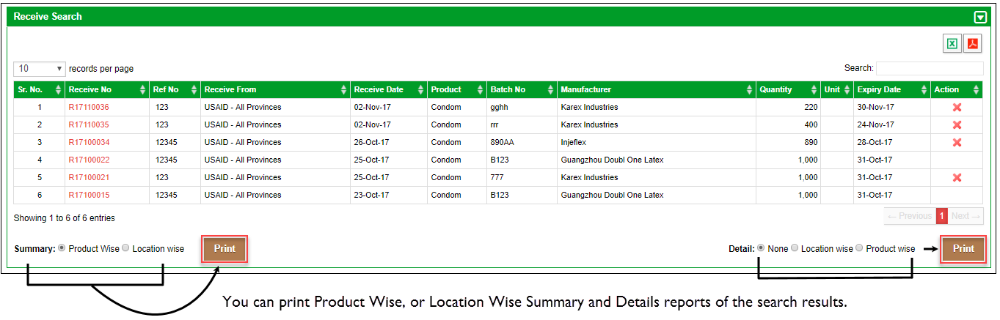 Receive Search
10 records per page Search:
Sr. No. Receive No Ref No Receive From Receive Date Product Batch No Manufacturer Quantity Unit Expiry Date Action
1 R17110036 123 USAID - All Provinces 02-Nov-17 Condom gghh Karex Industries 220 30-Nov-17
2 R17110035 123 USAID - All Provinces 02-Nov-17 Condom rrr Karex Industries 400 24-Nov-17
3 R17100034 12345 USAID - All Provinces 26-Oct-17 Condom 890AA Injeflex 890 28-Oct-17
4 R17100022 12345 USAID - All Provinces 25-Oct-17 Condom B123 Guangzhou Doubl One Latex 1,000 31-Oct-17
5 R17100021 123 USAID - All Provinces 25-Oct-17 Condom 777 Karex Industries 1,000 31-Oct-17
6 R17100015 12345 USAID - All Provinces 23-Oct-17 Condom B123 Guangzhou Doubl One Latex 1,000 31-Oct-17
Showing 1 to 6 of 6 entries ← Previous 1 Next →
Summary: Product Wise Location wise Print Detail: None Location wise Product wise Print
You can print Product Wise, or Location Wise Summary and Details reports of the search results.